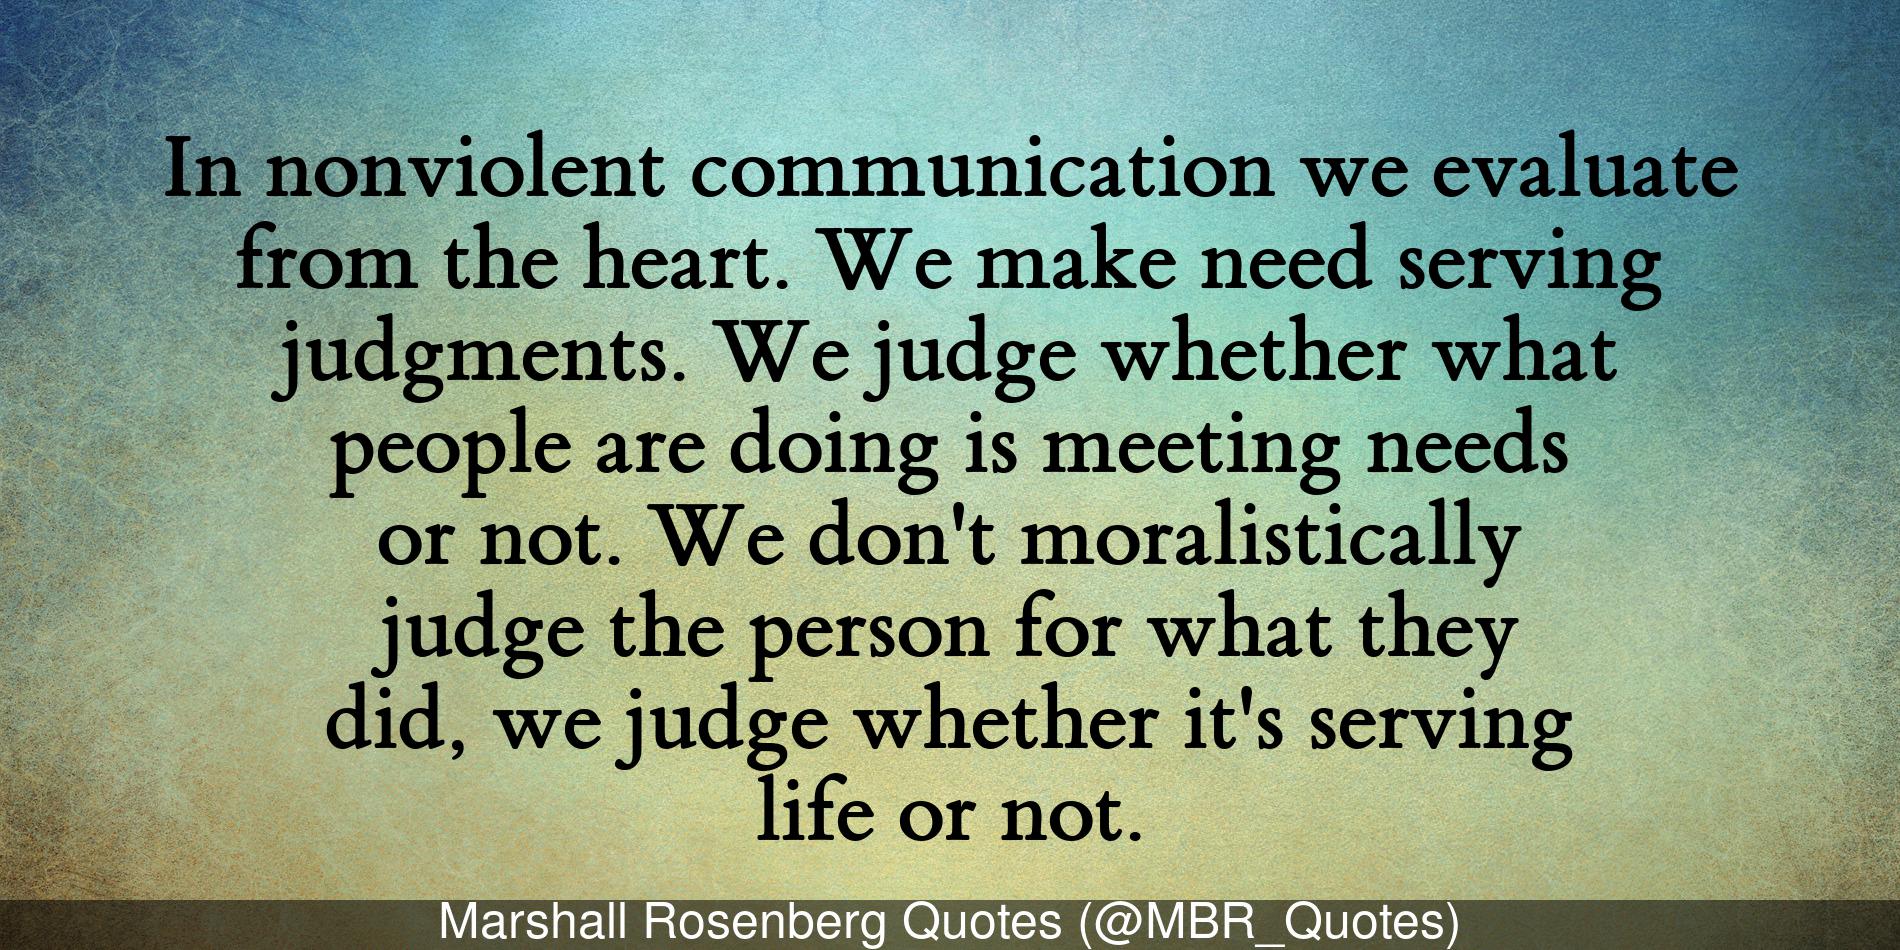 In nonviolent communication we evaluate
from the heart. We make need serving
judgments. We judge whether what
people are doing is meeting needs
or not. We don't moralistically
judge the person for what they
did, we judge whether it's serving
life or not.
Marshall Rosenberg Quotes (@MBR_Quotes)